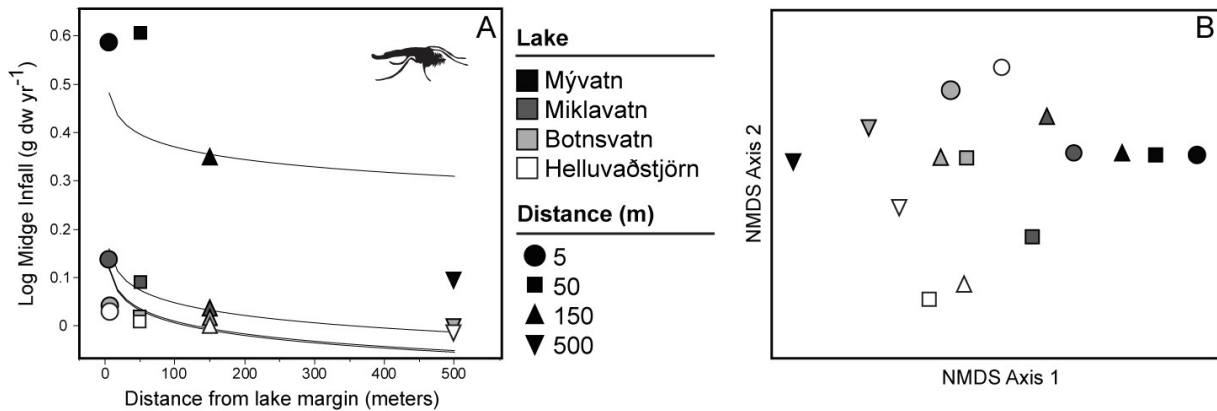 A
Log Midge Infall (g dw yr⁻¹)
0.6
0.5
0.4
0.3
0.2
0.1
0
0 100 200 300 400 500
Distance from lake margin (meters)
Lake
Mývatn
Miklavatn
Botnsvatn
Helluvaðstjörn
Distance (m)
5
50
150
500
B
NMDS Axis 2
NMDS Axis 1